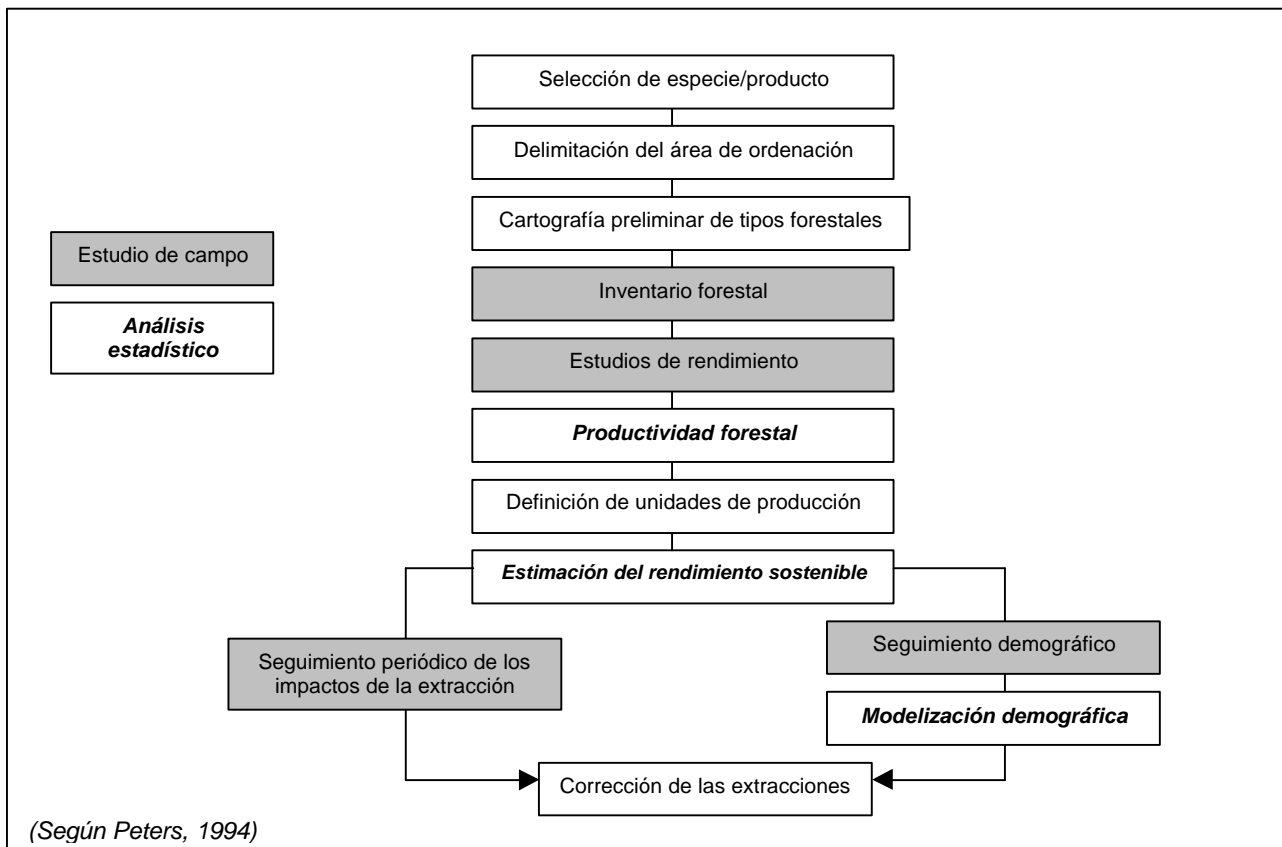 Selección de especie/producto
Delimitación del área de ordenación
Cartografía preliminar de tipos forestales
Estudio de campo
Inventario forestal
Análisis
estadístico
Estudios de rendimiento
Productividad forestal
Definición de unidades de producción
Estimación del rendimiento sostenible
Seguimiento periódico de los
impactos de la extracción
Seguimiento demográfico
Modelización demográfica
Corrección de las extracciones
(Según Peters, 1994)